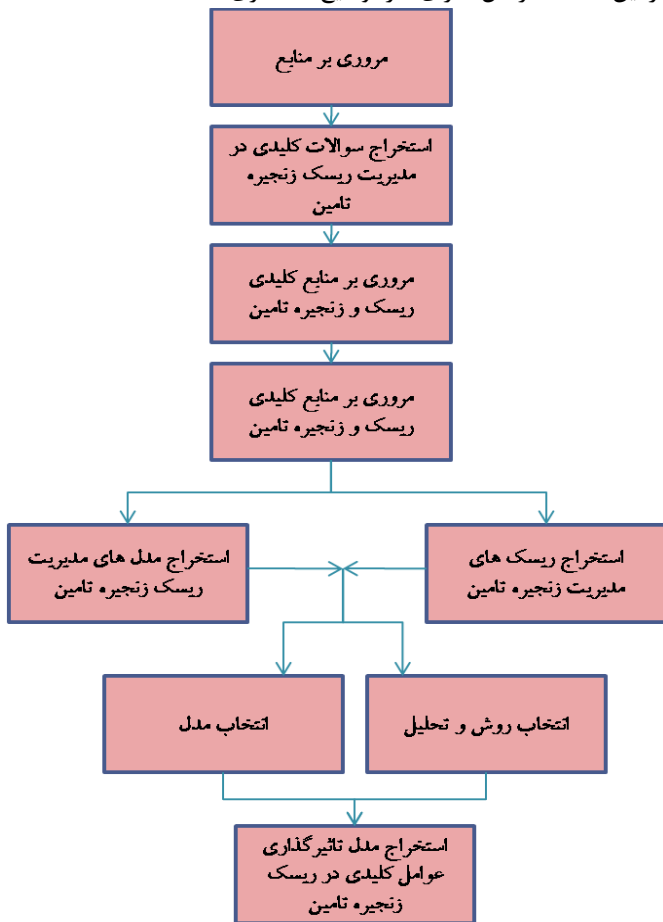 مروری بر منابع
استخراج سوالات کلیدی در
مدیریت ریسک زنجیره
تامین
مروری بر منابع کلیدی
ریسک و زنجیره تامین
مروری بر منابع کلیدی
ریسک و زنجیره تامین
استخراج ریسک های
مدیریت زنجیره تامین
استخراج مدل های مدیریت
ریسک زنجیره تامین
انتخاب روش و تحلیل
انتخاب مدل
استخراج مدل تاثیرگذاری
عوامل کلیدی در ریسک
زنجیره تامین